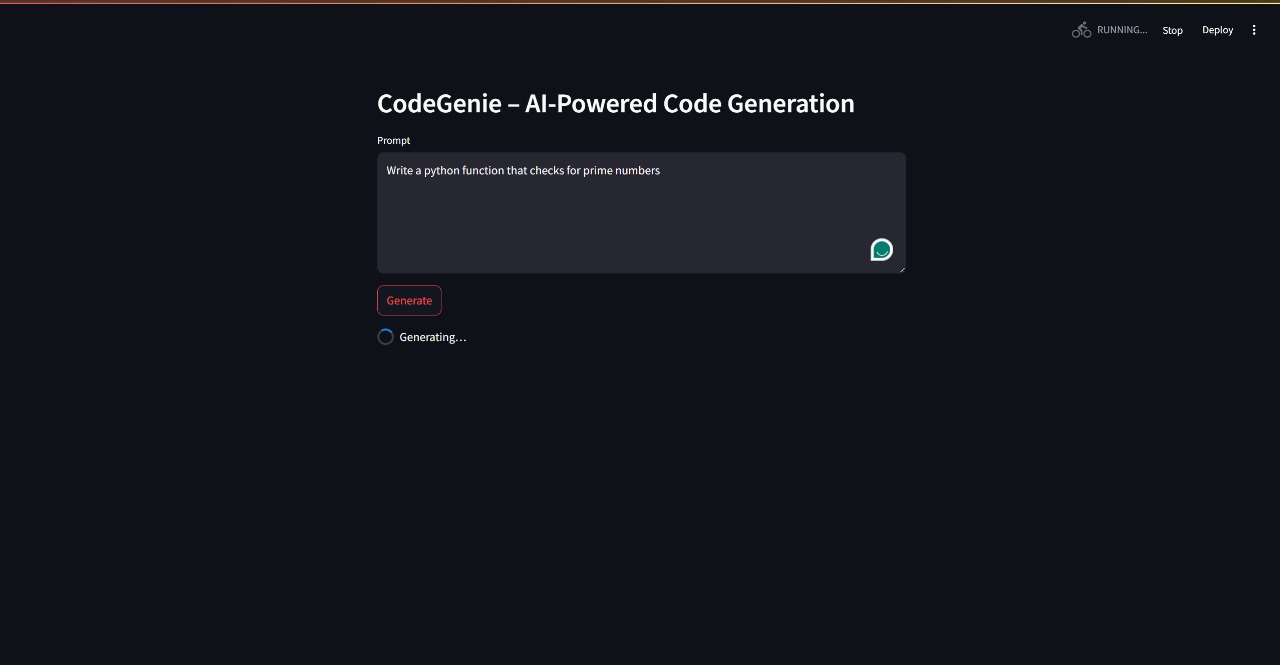 RUNNING...
Stop
Deploy
CodeGenie – AI-Powered Code Generation
Prompt
Write a python function that checks for prime numbers
Generate
Generating...